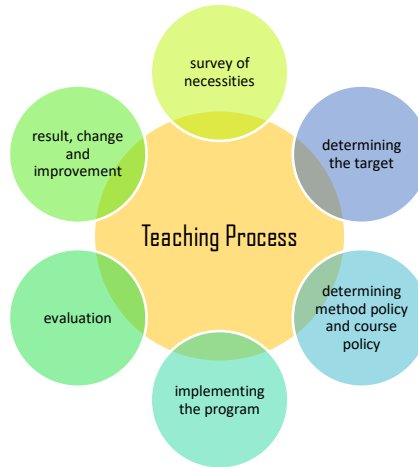 survey of
necessities
determining
the target
determining
method policy
and course
policy
implementing
the program
evaluation
result, change
and
improvement
Teaching Process